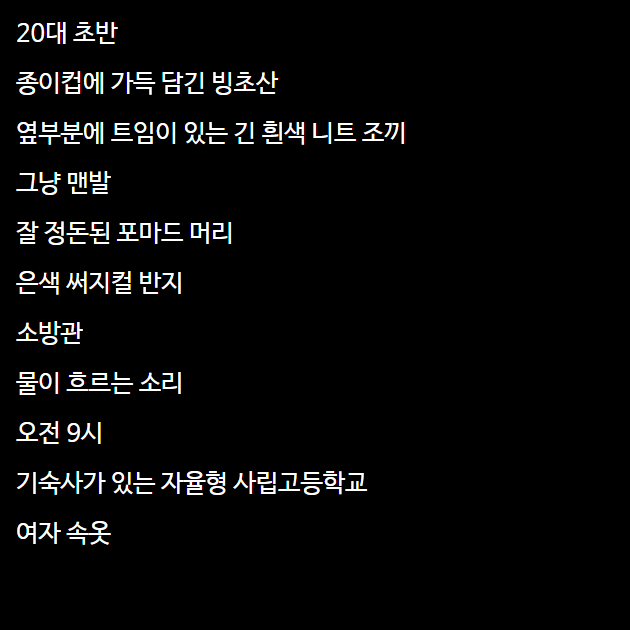 20대 초반
종이컵에 가득 담긴 빙초산
옆부분에 트임이 있는 긴 흰색 니트 조끼
그냥 맨발
잘 정돈된 포마드 머리
은색 써지컬 반지
소방관
물이 흐르는 소리
오전 9시
기숙사가 있는 자율형 사립고등학교
여자 속옷